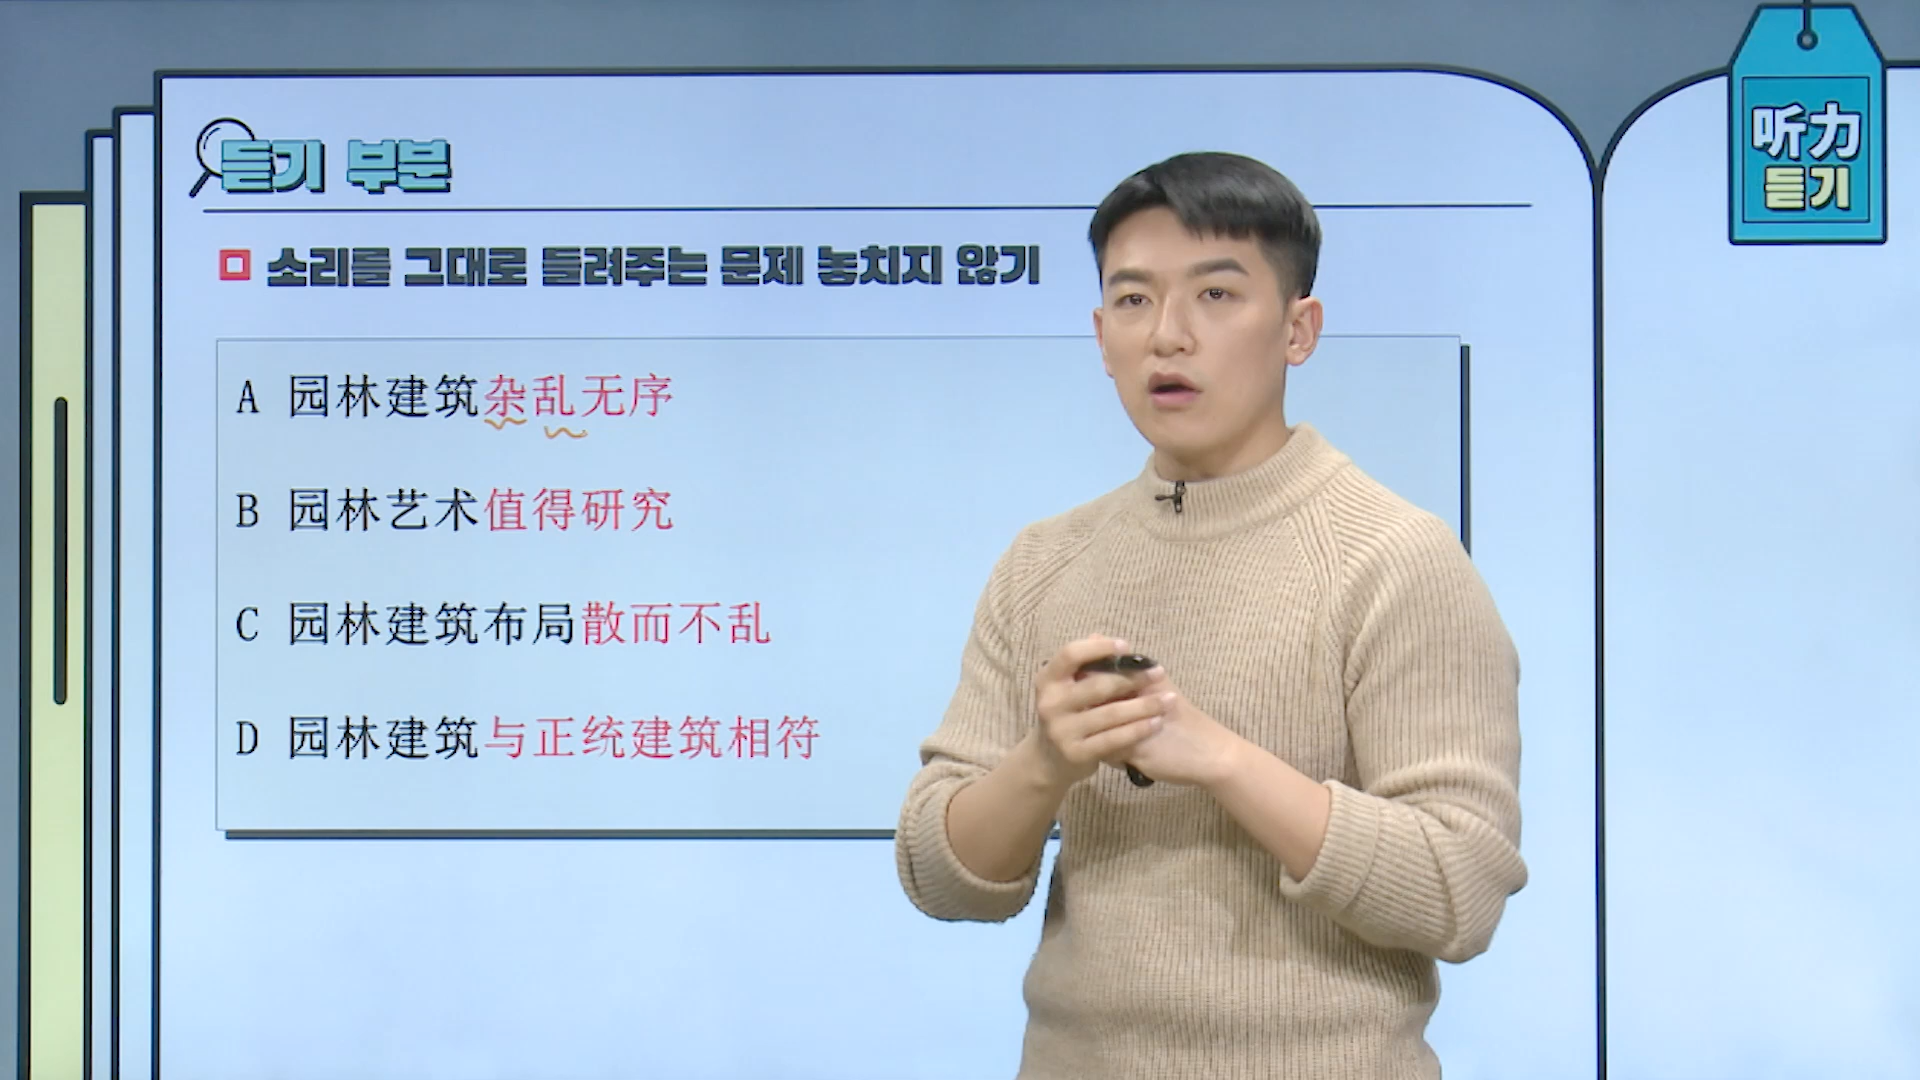 듣기 부분
소리를 그대로 들려주는 문제 놓치지 않기
A 园林建筑杂乱无序
B 园林艺术值得研究
C 园林建筑布局散而不乱
D 园林建筑与正统建筑相符
听力
듣기